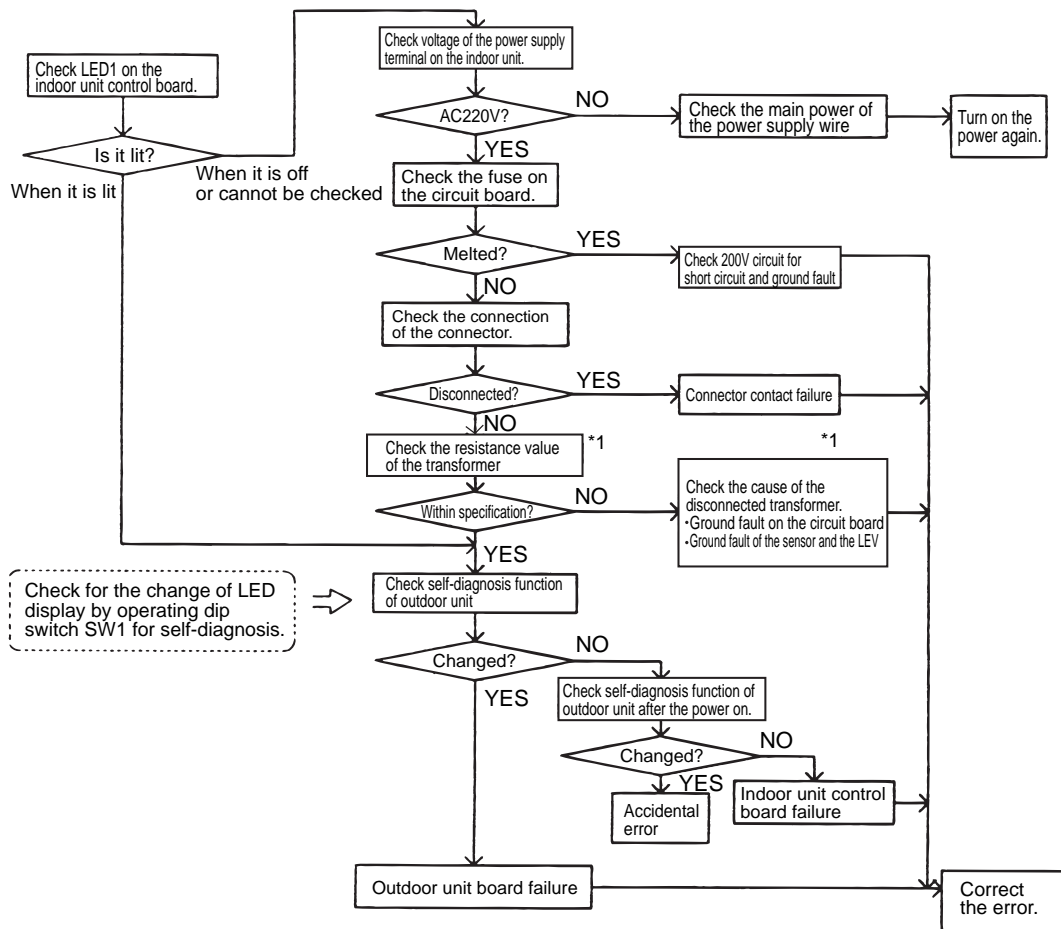 Check LED1 on the
indoor unit control board.
Is it lit?
When it is lit
When it is off
or cannot be checked
Check voltage of the power supply
terminal on the indoor unit.
AC220V?
NO
Check the main power of
the power supply wire
Turn on the
power again.
YES
Check the fuse on
the circuit board.
Melted?
YES
Check 200V circuit for
short circuit and ground fault
NO
Check the connection
of the connector.
Disconnected?
YES
Connector contact failure
NO
Check the resistance value
of the transformer
*1
Within specification?
NO
*1
Check the cause of the
disconnected transformer.
•Ground fault on the circuit board
•Ground fault of the sensor and the LEV
YES
Check for the change of LED
display by operating dip
switch SW1 for self-diagnosis.
Check self-diagnosis function
of outdoor unit
Changed?
NO
YES
Check self-diagnosis function of
outdoor unit after the power on.
Changed?
NO
YES
Accidental
error
Indoor unit control
board failure
Outdoor unit board failure
Correct
the error.